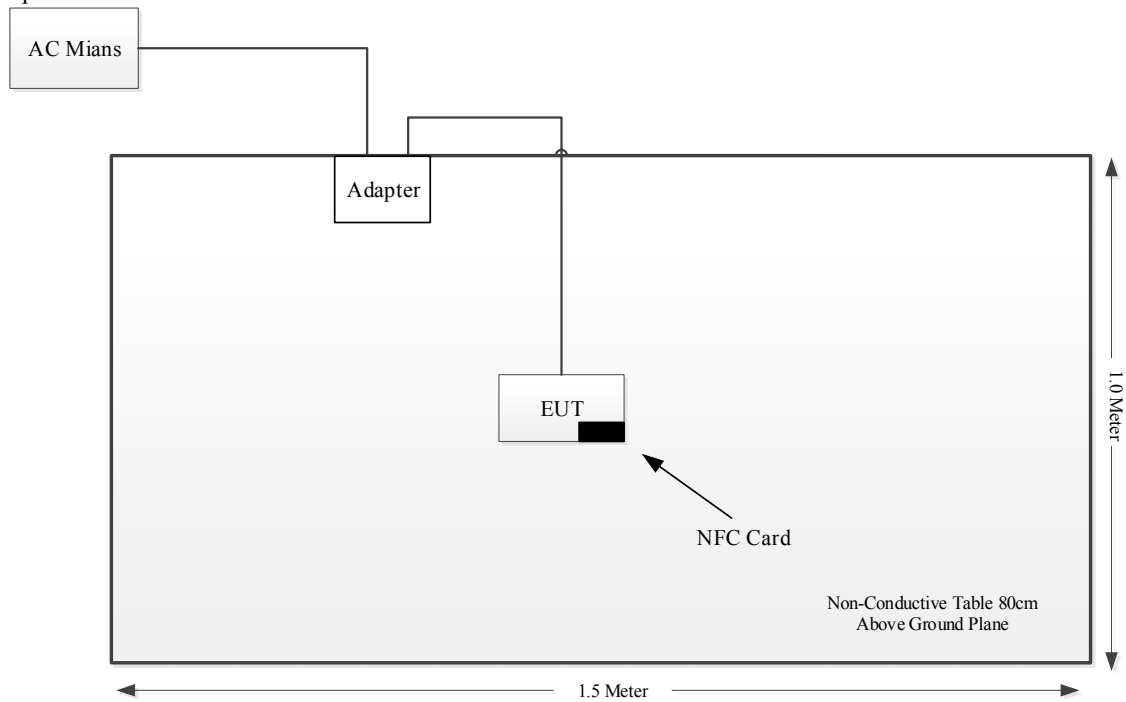 AC Mians
Adapter
EUT
NFC Card
Non-Conductive Table 80cm
Above Ground Plane
1.0 Meter
1.5 Meter